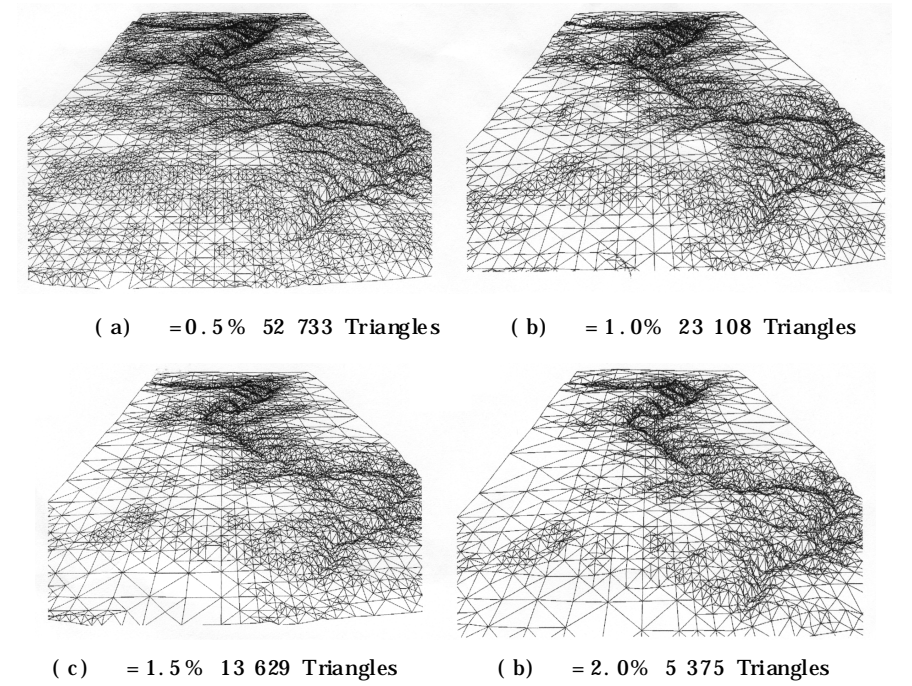 ( a) =0.5% 52 733 Triangles
( b) =1.0% 23 108 Triangles
( c) =1.5% 13 629 Triangles
( b) =2.0% 5 375 Triangles